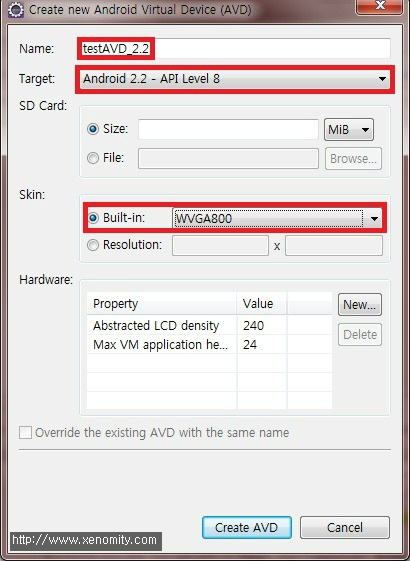 Create new Android Virtual Device (AVD)
Name: testAVD_2.2
Target: Android 2.2 - API Level 8
SD Card:
Size: MiB
File: Browse...
Skin:
Built-in: WVGA800
Resolution: x
Hardware:
Property Value New...
Abstracted LCD density 240 Delete
Max VM application he... 24
Override the existing AVD with the same name
Create AVD Cancel
http://www.xenomity.com